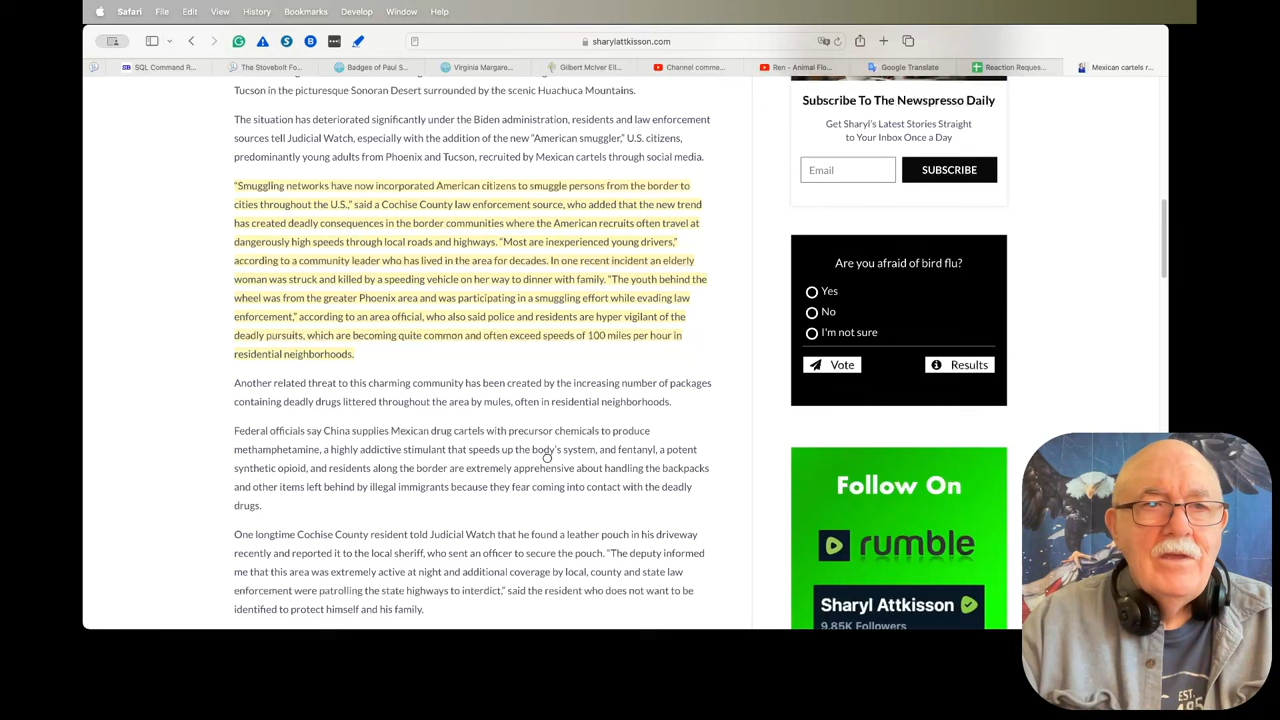 Safari File Edit View History Bookmarks Develop Window Help
sharylattkisson.com
SQL Command R...
The Stovebolt Fo...
Badges of Paul S...
Virginia Margare...
Gilbert McIver Ell...
Channel comme...
Ren - Animal Flo...
Google Translate
Reaction Reques...
Mexican cartels r...
Tucson in the picturesque Sonoran Desert surrounded by the scenic Huachuca Mountains.
The situation has deteriorated significantly under the Biden administration, residents and law enforcement
sources tell Judicial Watch, especially with the addition of the new “American smuggler,” U.S. citizens,
predominantly young adults from Phoenix and Tucson, recruited by Mexican cartels through social media.
“Smuggling networks have now incorporated American citizens to smuggle persons from the border to
cities throughout the U.S.,” said a Cochise County law enforcement source, who added that the new trend
has created deadly consequences in the border communities where the American recruits often travel at
dangerously high speeds through local roads and highways. “Most are inexperienced young drivers,”
according to a community leader who has lived in the area for decades. In one recent incident an elderly
woman was struck and killed by a speeding vehicle on her way to dinner with family. “The youth behind the
wheel was from the greater Phoenix area and was participating in a smuggling effort while evading law
enforcement,” according to an area official, who also said police and residents are hyper vigilant of the
deadly pursuits, which are becoming quite common and often exceed speeds of 100 miles per hour in
residential neighborhoods.
Another related threat to this charming community has been created by the increasing number of packages
containing deadly drugs littered throughout the area by mules, often in residential neighborhoods.
Federal officials say China supplies Mexican drug cartels with precursor chemicals to produce
methamphetamine, a highly addictive stimulant that speeds up the body’s system, and fentanyl, a potent
synthetic opioid, and residents along the border are extremely apprehensive about handling the backpacks
and other items left behind by illegal immigrants because they fear coming into contact with the deadly
drugs.
One longtime Cochise County resident told Judicial Watch that he found a leather pouch in his driveway
recently and reported it to the local sheriff, who sent an officer to secure the pouch. “The deputy informed
me that this area was extremely active at night and additional coverage by local, county and state law
enforcement were patrolling the state highways to interdict,” said the resident who does not want to be
identified to protect himself and his family.
Subscribe To The Newspresso Daily
Get Sharyl’s Latest Stories Straight
to Your Inbox Once a Day
Email
SUBSCRIBE
Are you afraid of bird flu?
Yes
No
I'm not sure
Vote
Results
Follow On
rumble
Sharyl Attkisson
9.85K Followers
EST.